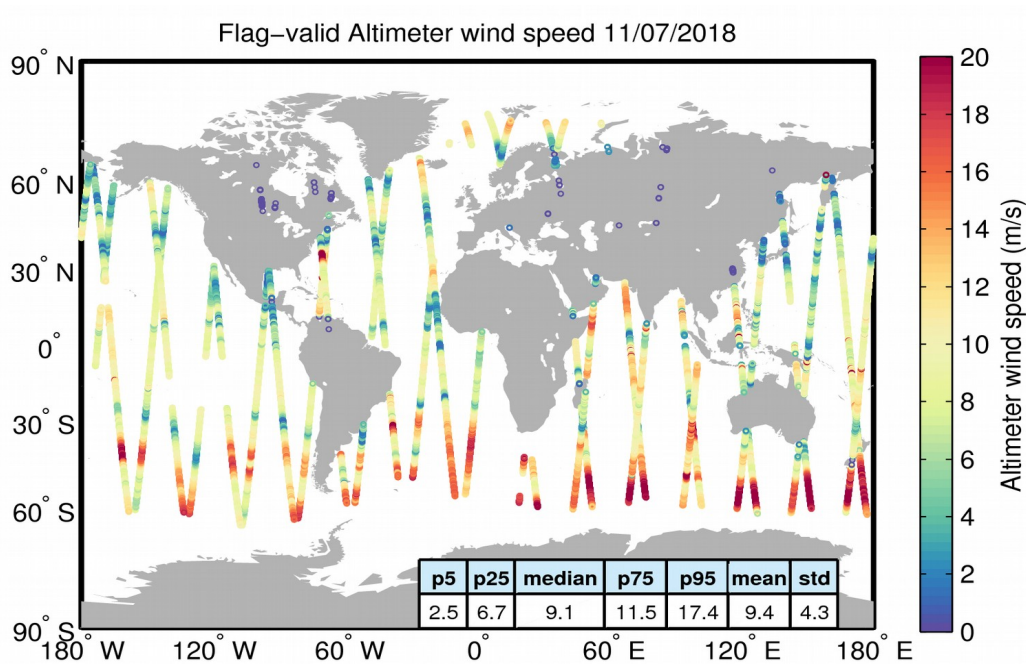 Flag−valid Altimeter wind speed 11/07/2018
90° N
60° N
30° N
0°
30° S
60° S
90° S
180° W
120° W
60° W
0°
60° E
120° E
180° E
p5 p25 median p75 p95 mean std
2.5 6.7 9.1 11.5 17.4 9.4 4.3
20
18
16
14
12
10
8
6
4
2
0
Altimeter wind speed (m/s)